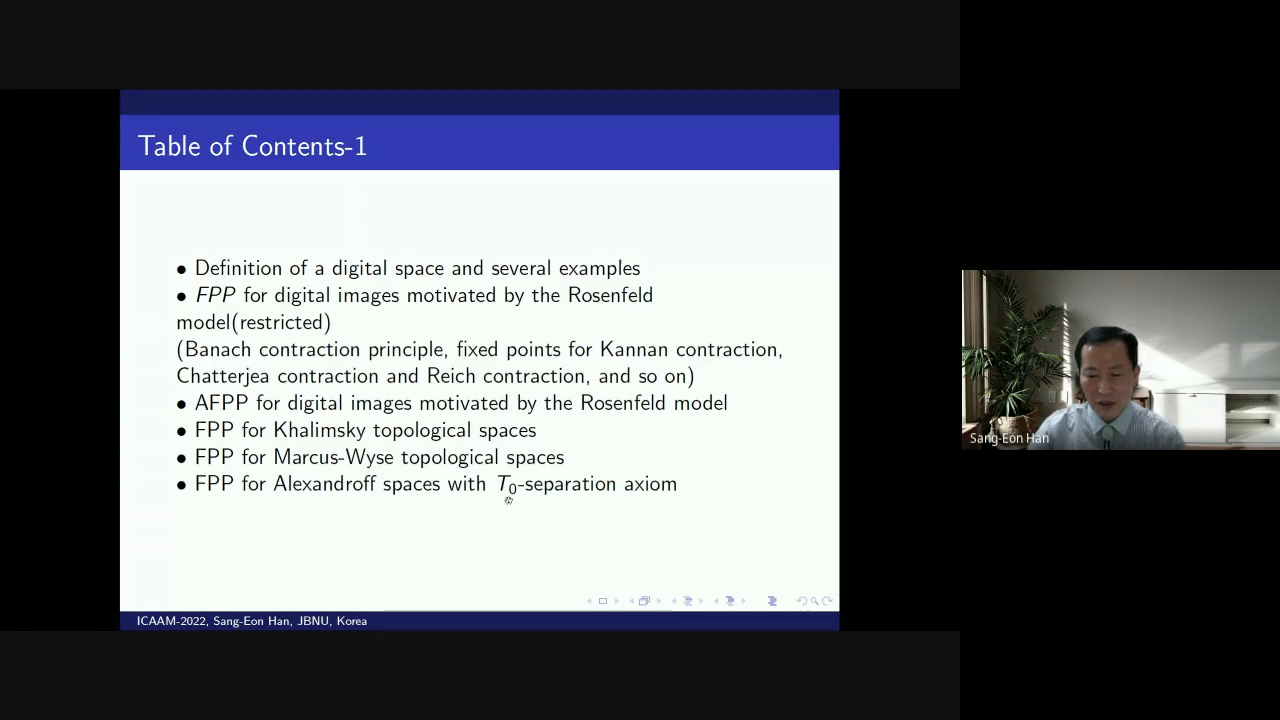 Table of Contents-1
• Definition of a digital space and several examples
• FPP for digital images motivated by the Rosenfeld
model(restricted)
(Banach contraction principle, fixed points for Kannan contraction,
Chatterjea contraction and Reich contraction, and so on)
• AFPP for digital images motivated by the Rosenfeld model
• FPP for Khalimsky topological spaces
• FPP for Marcus-Wyse topological spaces
• FPP for Alexandroff spaces with T₀-separation axiom
ICAAM-2022, Sang-Eon Han, JBNU, Korea
Sang-Eon Han